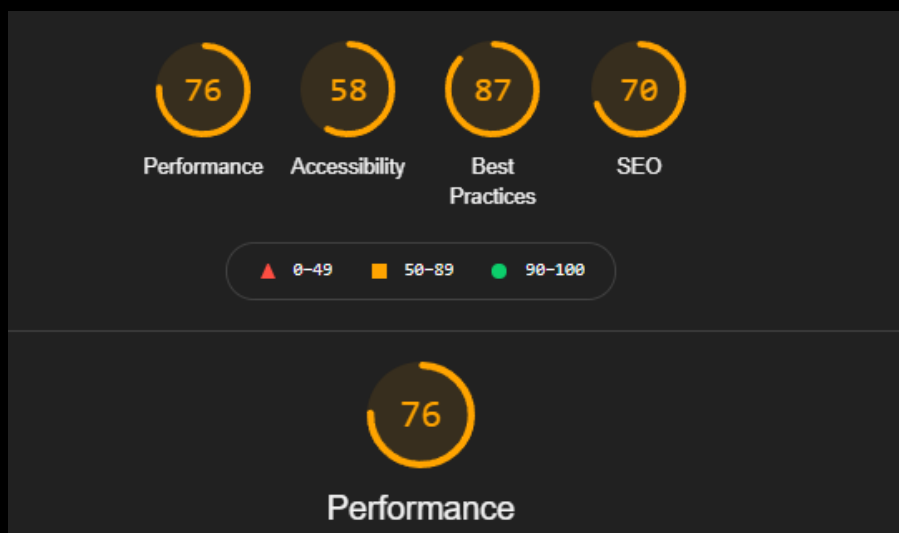 76 58 87 70
Performance Accessibility Best Practices SEO
0–49 50–89 90–100
76
Performance